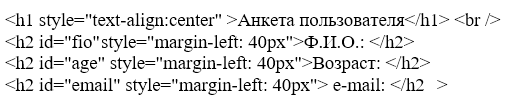 <h1 style="text-align:center" >Анкета пользователя</h1> <br />
<h2 id="fio"style="margin-left: 40px">Ф.И.О.: </h2>
<h2 id="age" style="margin-left: 40px">Возраст: </h2>
<h2 id="email" style="margin-left: 40px"> e-mail: </h2  >